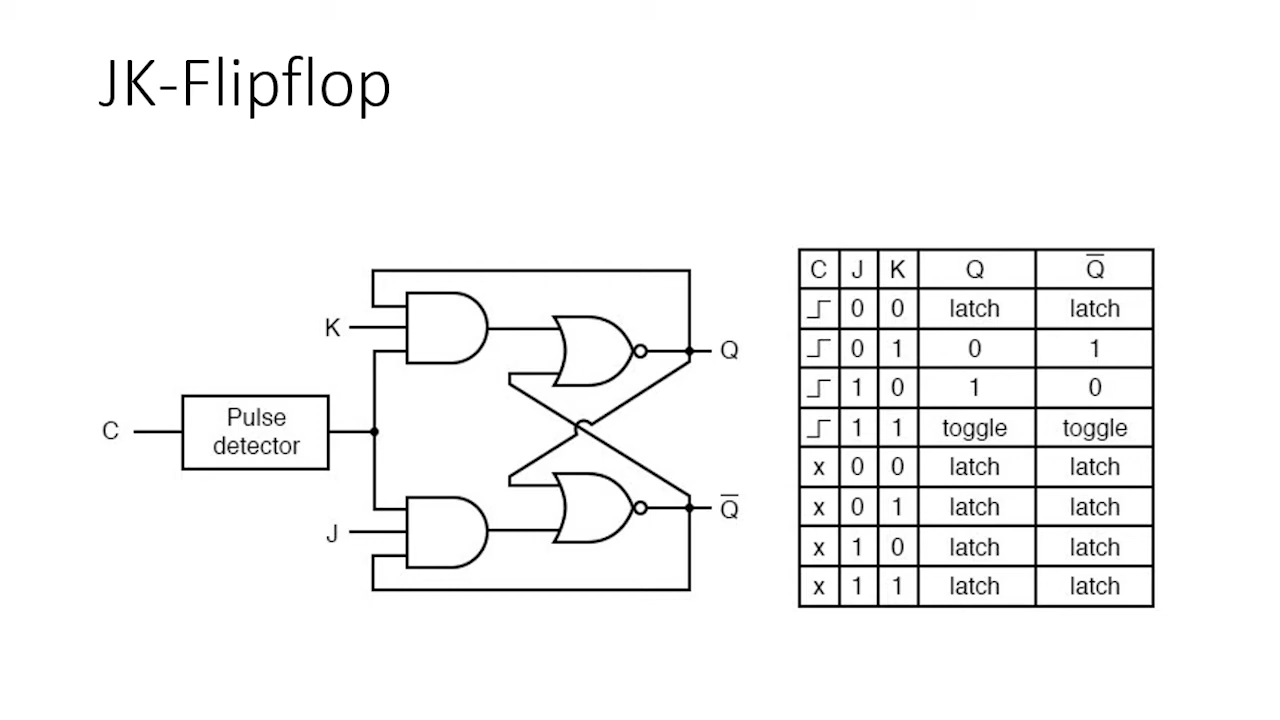 JK-Flipflop
K
Q
C
Pulse
detector
J
Q̅
C J K Q Q̅
0 0 latch latch
0 1 0 1
1 0 1 0
1 1 toggle toggle
x 0 0 latch latch
x 0 1 latch latch
x 1 0 latch latch
x 1 1 latch latch